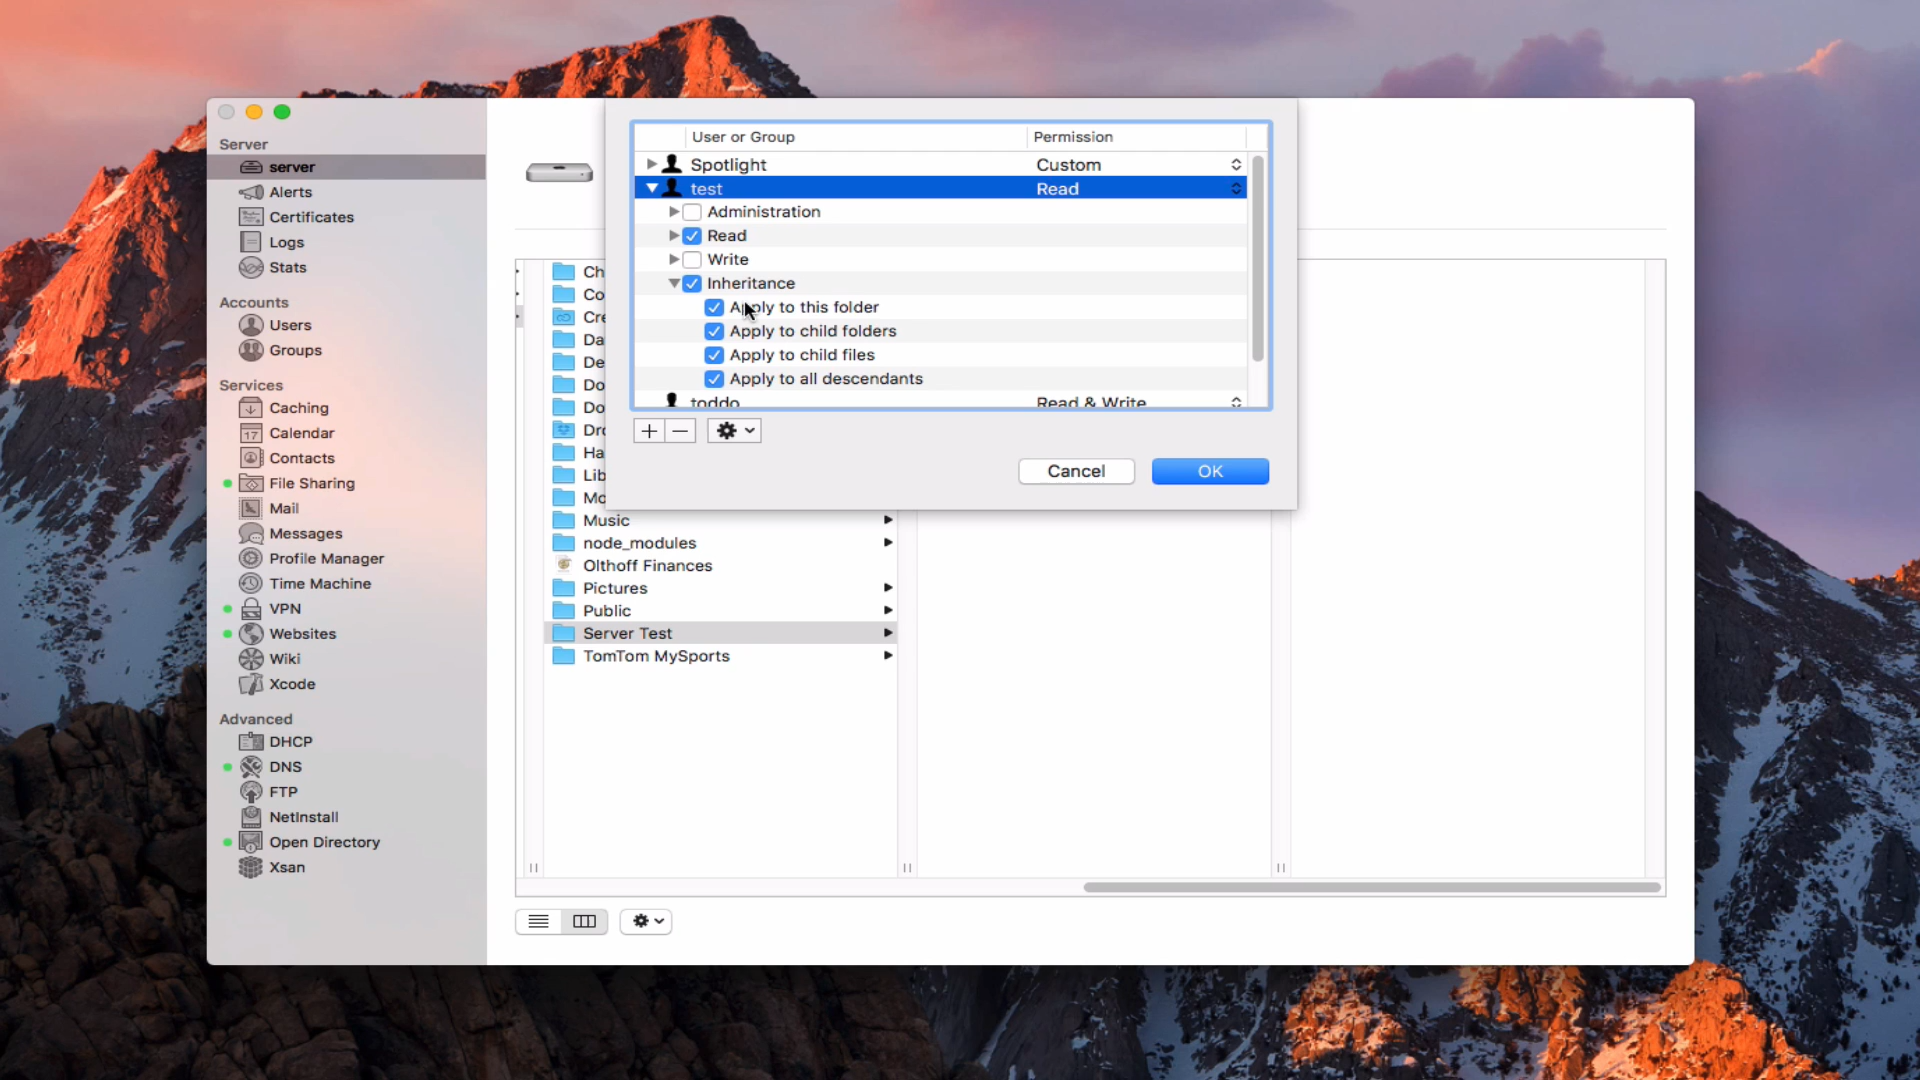 Server
server
Alerts
Certificates
Logs
Stats
Accounts
Users
Groups
Services
Caching
17 Calendar
Contacts
File Sharing
Mail
Messages
Profile Manager
Time Machine
VPN
Websites
Wiki
Xcode
Advanced
DHCP
DNS
FTP
NetInstall
Open Directory
Xsan
User or Group Permission
Spotlight Custom
test Read
Administration
Read
Write
Inheritance
Apply to this folder
Apply to child folders
Apply to child files
Apply to all descendants
toddo Read & Write
Cancel OK
Ch
Co
Cre
Da
De
Do
Do
Dro
Ha
Lib
Mo
Music
node_modules
Olthoff Finances
Pictures
Public
Server Test
TomTom MySports